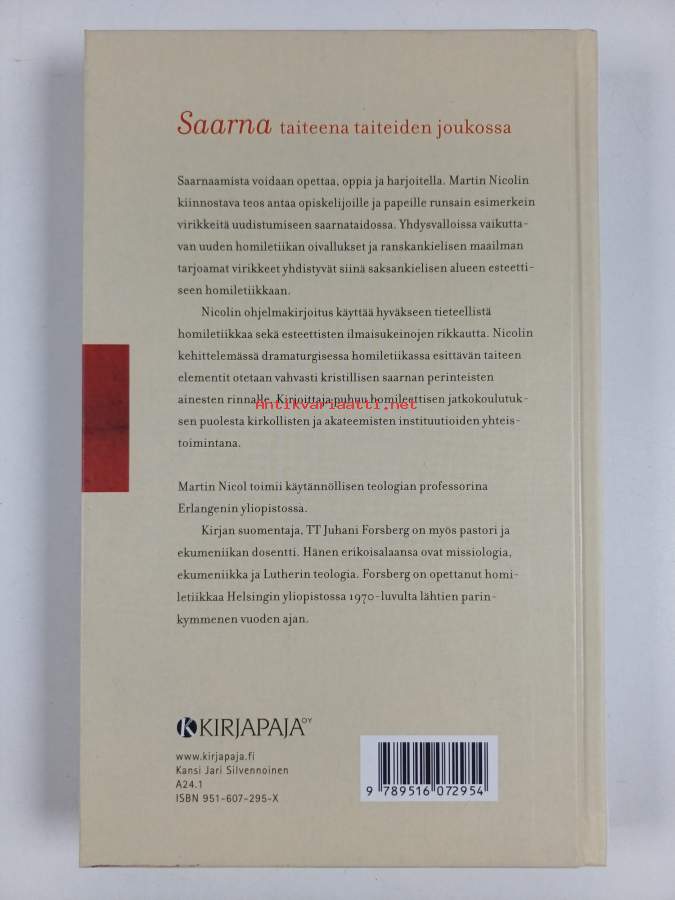 Saarna taiteena taiteiden joukossa
Saarnaamista voidaan opettaa, oppia ja harjoitella. Martin Nicolin
kiinnostava teos antaa opiskelijoille ja papeille runsain esimerkein
virikkeitä uudistumiseen saarnataidossa. Yhdysvalloissa vaikutta-
van uuden homiletiikan oivallukset ja ranskankielisen maailman
tarjoamat virikkeet yhdistyvät siinä saksankielisen alueen esteetti-
seen homiletiikkaan.
Nicolin ohjelmakirjoitus käyttää hyväkseen tieteellistä
homiletiikkaa sekä esteettisten ilmaisukeinojen rikkautta. Nicolin
kehittelemässä dramaturgisessa homiletiikassa esittävän taiteen
elementit otetaan vahvasti kristillisen saarnan perinteisten
ainesten rinnalle. Kirjoittaja puhuu homileettisen jatkokoulutuk-
Antikvariaatti.net
sen puolesta kirkollisten ja akateemisten instituutioiden yhteis-
toimintana.
Martin Nicol toimii käytännöllisen teologian professorina
Erlangenin yliopistossa.
Kirjan suomentaja, TT Juhani Forsberg on myös pastori ja
ekumeniikan dosentti. Hänen erikoisalaansa ovat missiologia,
ekumeniikka ja Lutherin teologia. Forsberg on opettanut homi-
letiikkaa Helsingin yliopistossa 1970-luvulta lähtien parin-
kymmenen vuoden ajan.
KIRJAPAJA OY
www.kirjapaja.fi
Kansi Jari Silvennoinen
A24.1
ISBN 951-607-295-X
9 789516 072954